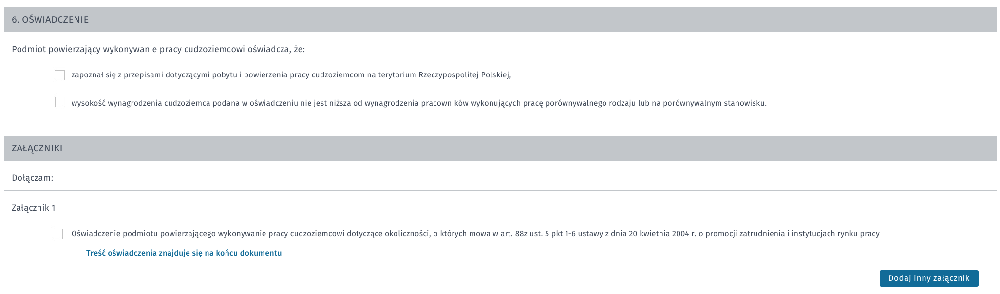 6. OŚWIADCZENIE
Podmiot powierzający wykonywanie pracy cudzoziemcowi oświadcza, że:
zapoznał się z przepisami dotyczącymi pobytu i powierzenia pracy cudzoziemcom na terytorium Rzeczypospolitej Polskiej,
wysokość wynagrodzenia cudzoziemca podana w oświadczeniu nie jest niższa od wynagrodzenia pracowników wykonujących pracę porównywalnego rodzaju lub na porównywalnym stanowisku.
ZAŁĄCZNIKI
Dołączam:
Załącznik 1
Oświadczenie podmiotu powierzającego wykonywanie pracy cudzoziemcowi dotyczące okoliczności, o których mowa w art. 88z ust. 5 pkt 1-6 ustawy z dnia 20 kwietnia 2004 r. o promocji zatrudnienia i instytucjach rynku pracy
Treść oświadczenia znajduje się na końcu dokumentu
Dodaj inny załącznik